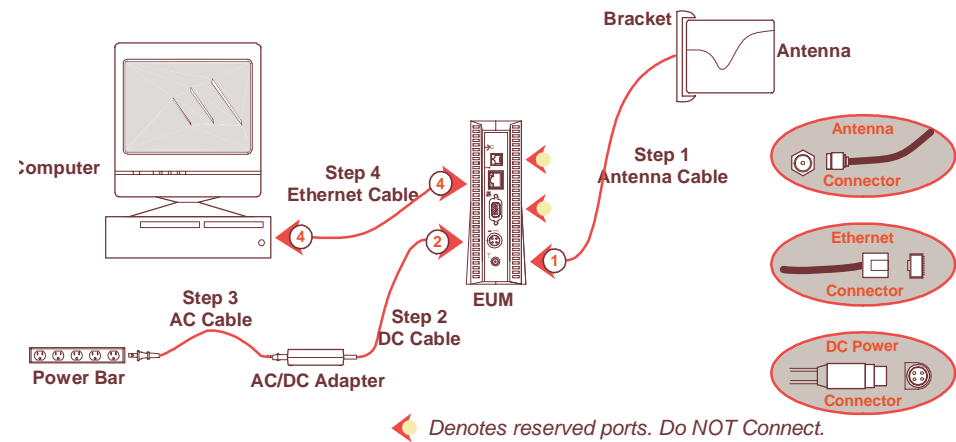 Bracket
Antenna
Computer
Step 4
Ethernet Cable
4
4
2
1
Step 1
Antenna Cable
EUM
Step 3
AC Cable
Step 2
DC Cable
Power Bar
AC/DC Adapter
Antenna
Connector
Ethernet
Connector
DC Power
Connector
Denotes reserved ports. Do NOT Connect.